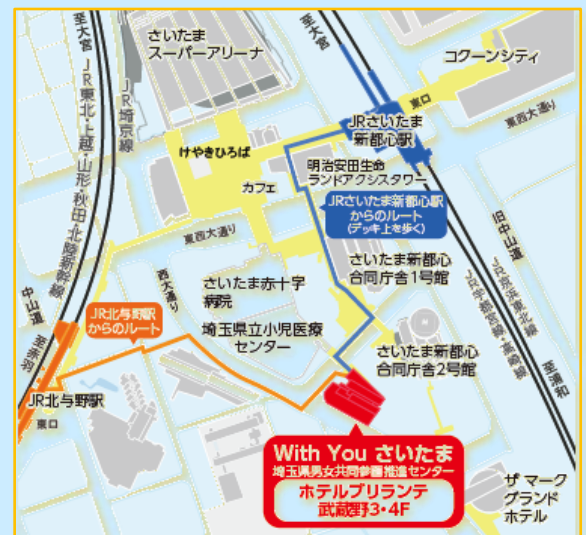 至大宮
さいたま
スーパーアリーナ
至大宮
コクーンシティ
JR埼京線
JR東北・上越・山形・秋田・北陸新幹線
東口
JRさいたま
新都心駅
東西大通り
けやきひろば
明治安田生命
ランドアクシスタワー
カフェ
JRさいたま新都心駅
からのルート
(デッキ上を歩く)
旧中山道
東西大通り
西大通り
さいたま新都心
合同庁舎1号館
さいたま赤十字
病院
JR京浜東北線
JR宇都宮線・高崎線
中山道
至赤羽
JR北与野駅
からのルート
埼玉県立小児医療
センター
さいたま新都心
合同庁舎2号館
至浦和
JR北与野駅
東口
With You さいたま
埼玉県男女共同参画推進センター
ホテルブリランテ
武蔵野3・4F
ザ マーク
グランド
ホテル